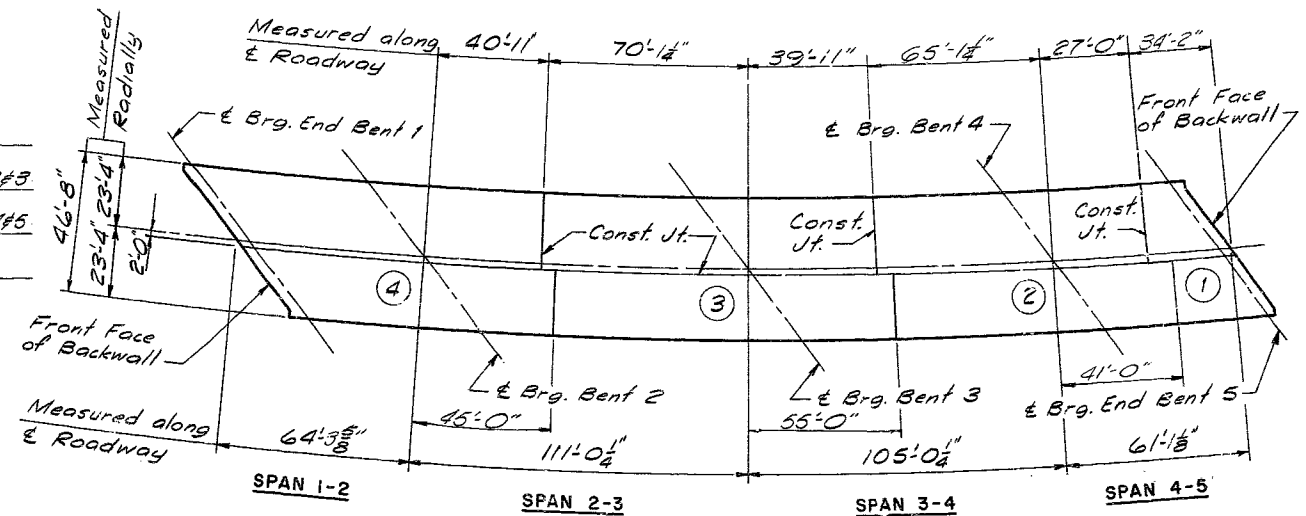 Measured
Radially
Measured along
℄ Roadway
40'-11"
70'-1¼"
39'-11"
65'-1¼"
27'-0"
34'-2"
℄ Brg. End Bent 1
℄ Brg. Bent 4
Front Face
of Backwall
#3
#5
46'-8"
23'-4"
23'-4"
2'-0"
Const. Jt.
Const.
Jt.
Const.
Jt.
4
3
2
1
Front Face
of Backwall
℄ Brg. Bent 2
℄ Brg. Bent 3
℄ Brg. End Bent 5
45'-0"
55'-0"
41'-0"
Measured along
℄ Roadway
64'-3⅝"
111'-0¼"
105'-0¼"
61'-1⅛"
SPAN 1-2
SPAN 2-3
SPAN 3-4
SPAN 4-5